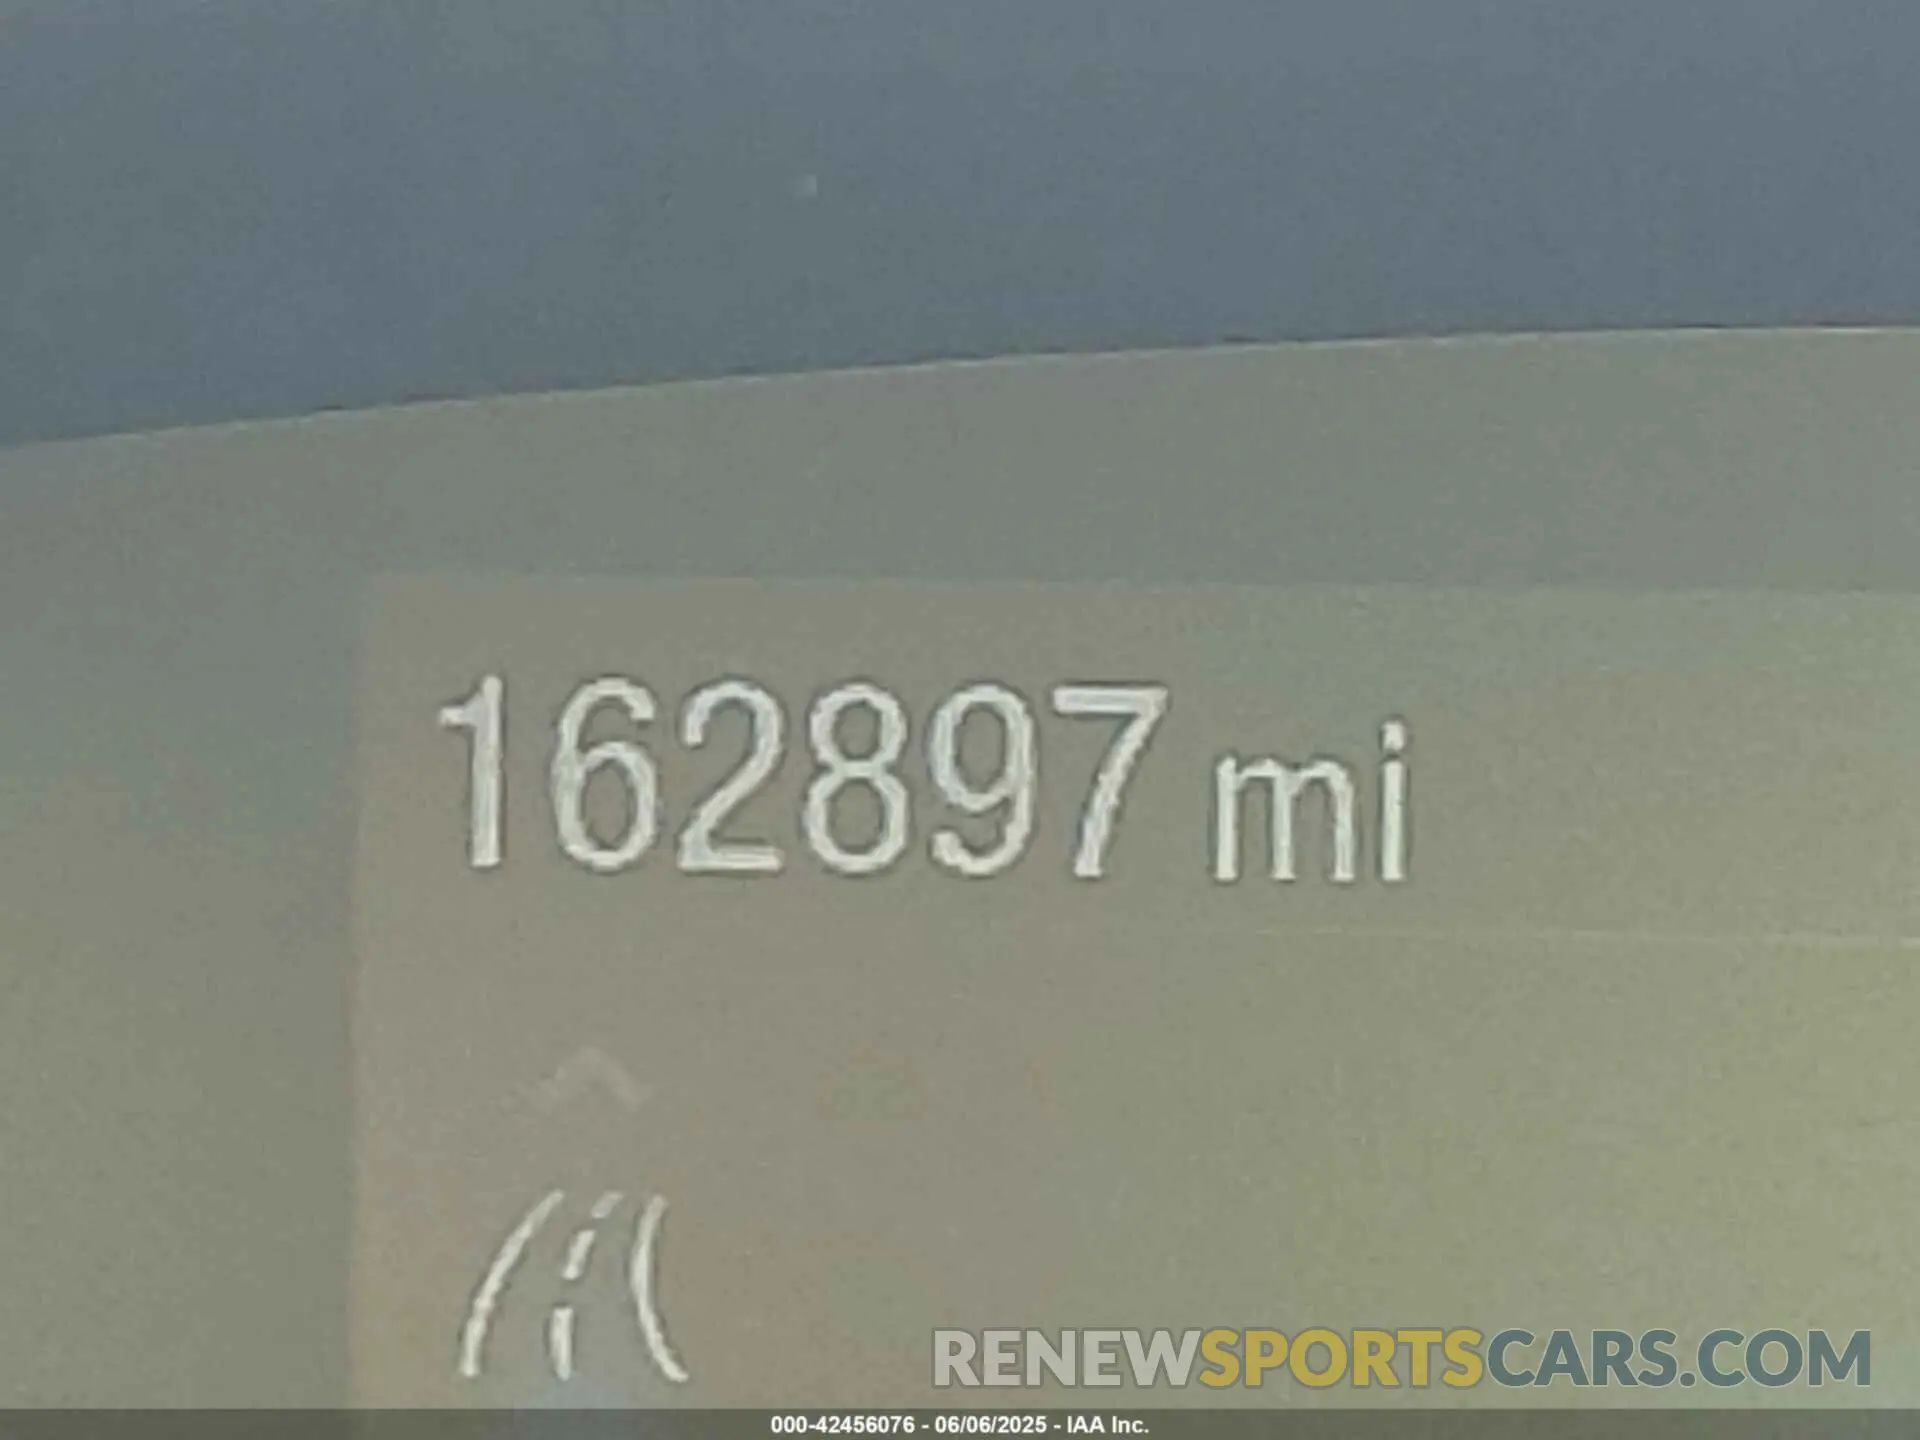 162897 mi
RENEWSPORTSCARS.COM
000-42456076 - 06/06/2025 - IAA Inc.